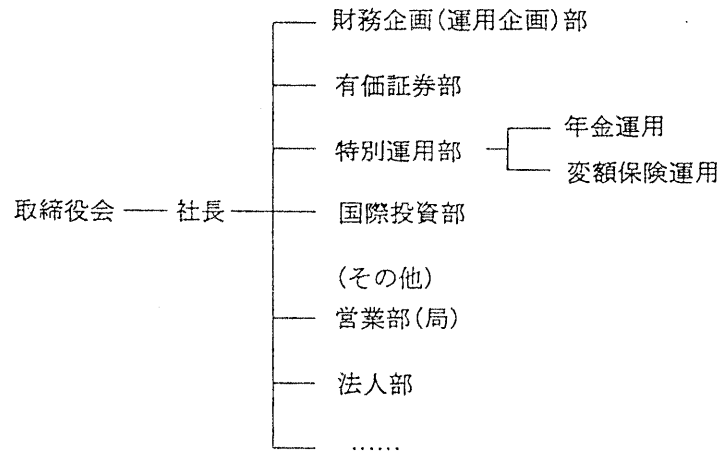 財務企画(運用企画)部
有価証券部
特別運用部
年金運用
変額保険運用
取締役会
社長
国際投資部
(その他)
営業部(局)
法人部
……